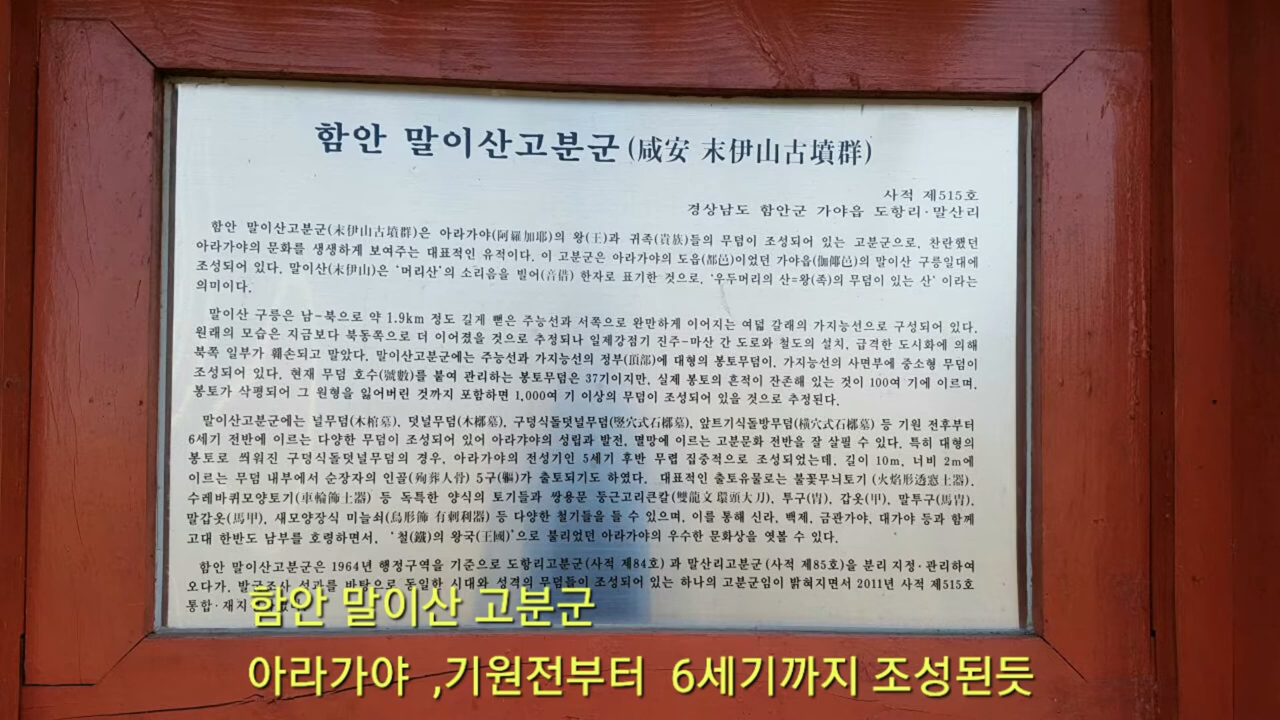 함안 말이산고분군(咸安 末伊山古墳群)
사적 제515호
경상남도 함안군 가야읍 도항리·말산리
함안 말이산고분군(末伊山古墳群)은 아라가야(阿羅加耶)의 왕(王)과 귀족(貴族)들의 무덤이 조성되어 있는 고분군으로, 찬란했던
아라가야의 문화를 생생하게 보여주는 대표적인 유적이다. 이 고분군은 아라가야의 도읍(都邑)이었던 가야읍(伽倻邑)의 말이산 구릉일대에
조성되어 있다. 말이산(末伊山)은 '머리산'의 소리음을 빌어(音借) 한자로 표기한 것으로, '우두머리의 산=왕(족)의 무덤이 있는 산' 이라는
의미이다.
말이산 구릉은 남-북으로 약 1.9km 정도 길게 뻗은 주능선과 서쪽으로 완만하게 이어지는 여덟 갈래의 가지능선으로 구성되어 있다.
원래의 모습은 지금보다 북동쪽으로 더 이어졌을 것으로 추정되나 일제강점기 진주-마산 간 도로와 철도의 설치, 급격한 도시화에 의해
북쪽 일부가 훼손되고 말았다. 말이산고분군에는 주능선과 가지능선의 정부(頂部)에 대형의 봉토무덤이, 가지능선의 사면부에 중소형 무덤이
조성되어 있다. 현재 무덤 호수(號數)를 붙여 관리하는 봉토무덤은 37기이지만, 실제 봉토의 흔적이 잔존해 있는 것이 100여 기에 이르며,
봉토가 삭평되어 그 원형을 잃어버린 것까지 포함하면 1,000여 기 이상의 무덤이 조성되어 있을 것으로 추정된다.
말이산고분군에는 널무덤(木棺墓), 덧널무덤(木槨墓), 구덩식돌덧널무덤(竪穴式石槨墓), 앞트기식돌방무덤(橫穴式石槨墓) 등 기원 전후부터
6세기 전반에 이르는 다양한 무덤이 조성되어 있어 아라가야의 성립과 발전, 멸망에 이르는 고분문화 전반을 잘 살필 수 있다. 특히 대형의
봉토로 씌워진 구덩식돌덧널무덤의 경우, 아라가야의 전성기인 5세기 후반 무렵 집중적으로 조성되었는데, 길이 10m, 너비 2m에
이르는 무덤 내부에서 순장자의 인골(殉葬人骨) 5구(軀)가 출토되기도 하였다. 대표적인 출토유물로는 불꽃무늬토기(火焰形透窓土器),
수레바퀴모양토기(車輪飾土器) 등 독특한 양식의 토기들과 쌍용문 둥근고리큰칼(雙龍文 環頭大刀), 투구(冑), 갑옷(甲), 말투구(馬冑),
말갑옷(馬甲), 새모양장식 미늘쇠(鳥形飾 有刺利器) 등 다양한 철기들을 들 수 있으며, 이를 통해 신라, 백제, 금관가야, 대가야 등과 함께
고대 한반도 남부를 호령하면서, '철(鐵)의 왕국(王國)'으로 불리었던 아라가야의 우수한 문화상을 엿볼 수 있다.
함안 말이산고분군은 1964년 행정구역을 기준으로 도항리고분군(사적 제84호) 과 말산리고분군(사적 제85호)을 분리 지정·관리하여
오다가, 발굴조사 성과를 바탕으로 동일한 시대와 성격의 무덤들이 조성되어 있는 하나의 고분군임이 밝혀지면서 2011년 사적 제515호
통합·재지
함안 말이산 고분군
아라가야 ,기원전부터 6세기까지 조성된듯